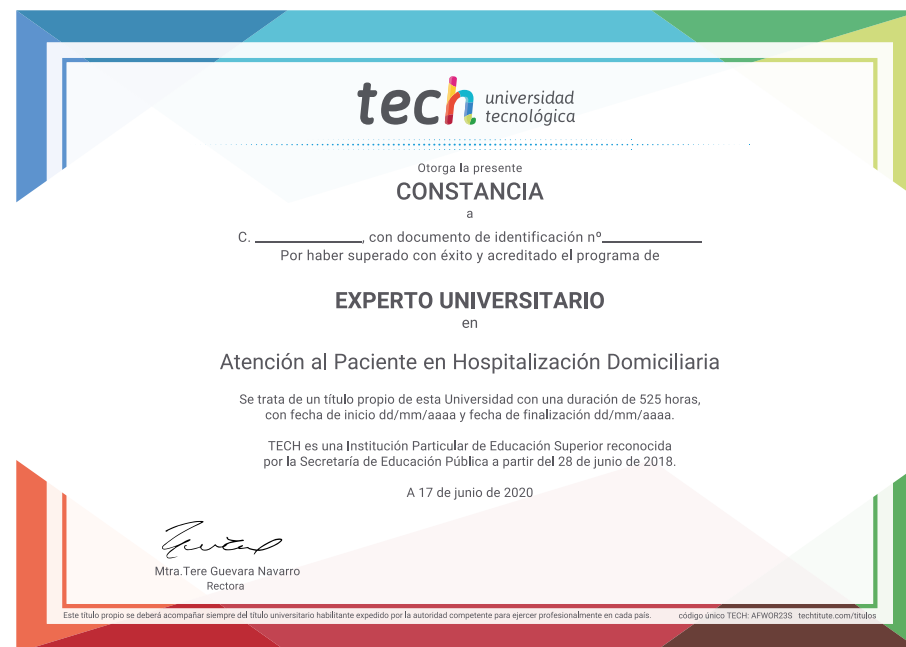 tech universidad
tecnológica
Otorga la presente
CONSTANCIA
a
C. ____________, con documento de identificación nº____________
Por haber superado con éxito y acreditado el programa de
EXPERTO UNIVERSITARIO
en
Atención al Paciente en Hospitalización Domiciliaria
Se trata de un título propio de esta Universidad con una duración de 525 horas,
con fecha de inicio dd/mm/aaaa y fecha de finalización dd/mm/aaaa.
TECH es una Institución Particular de Educación Superior reconocida
por la Secretaría de Educación Pública a partir del 28 de junio de 2018.
A 17 de junio de 2020
Mtra.Tere Guevara Navarro
Rectora
Este título propio se deberá acompañar siempre del título universitario habilitante expedido por la autoridad competente para ejercer profesionalmente en cada país. código único TECH: AFWOR23S techtitute.com/titulos